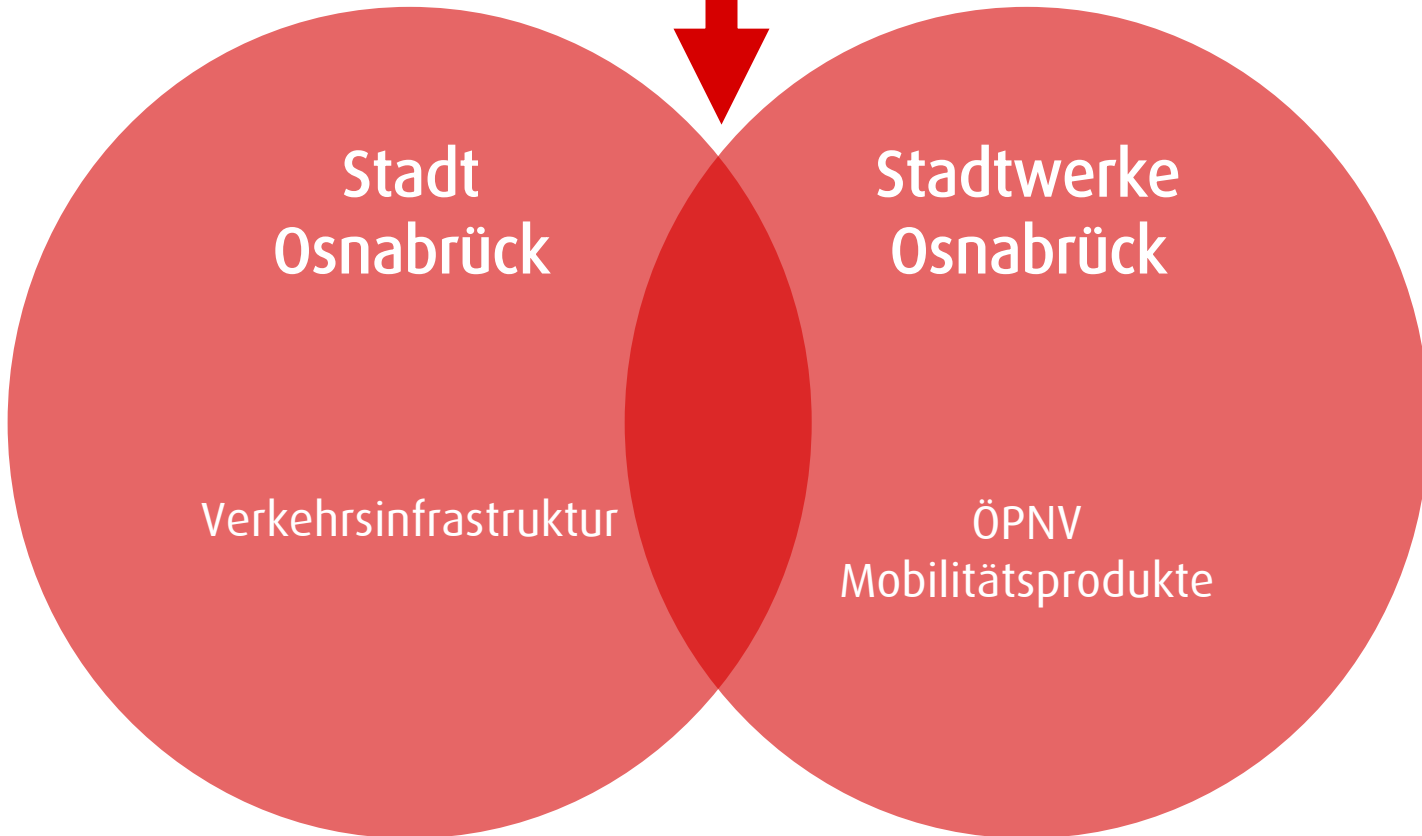 Stadt
Osnabrück
Verkehrsinfrastruktur
Stadtwerke
Osnabrück
ÖPNV
Mobilitätsprodukte